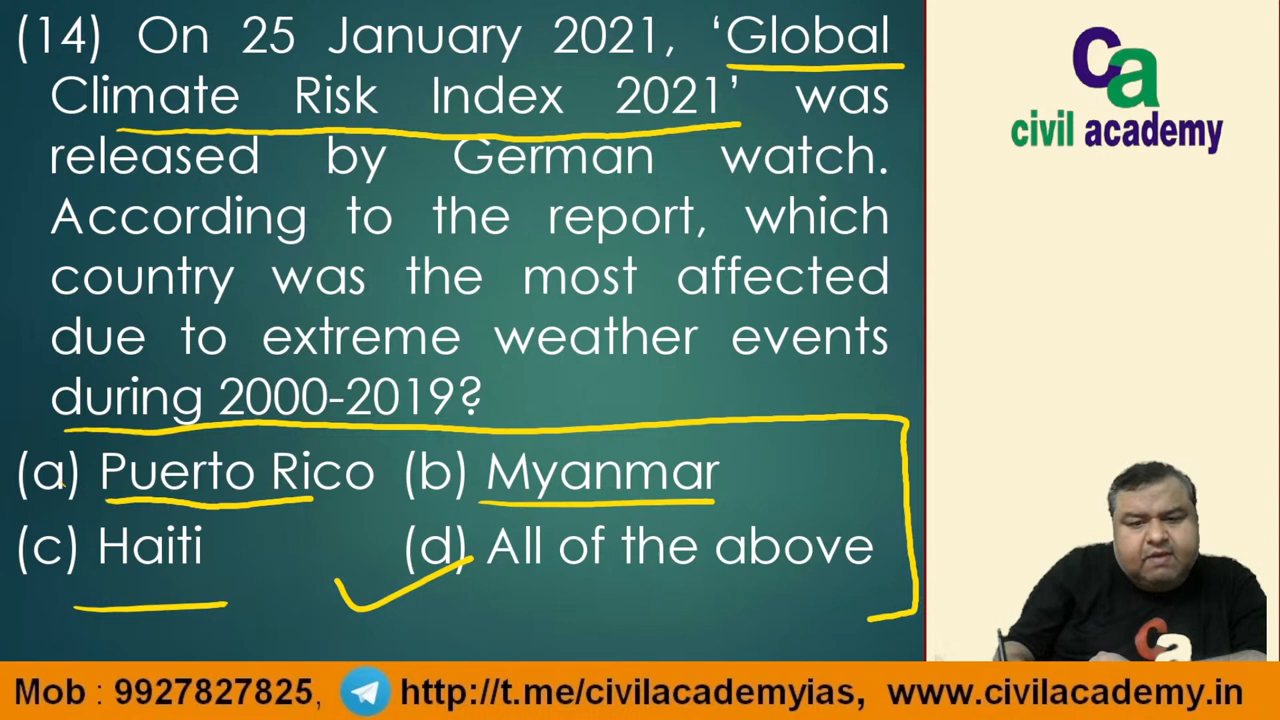 (14) On 25 January 2021, ‘Global
Climate Risk Index 2021’ was
released by German watch.
According to the report, which
country was the most affected
due to extreme weather events
during 2000-2019?
(a) Puerto Rico (b) Myanmar
(c) Haiti (d) All of the above
ca
civil academy
ca
Mob : 9927827825, http://t.me/civilacademyias, www.civilacademy.in